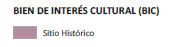 BIEN DE INTERÉS CULTURAL (BIC)
Sitio Histórico